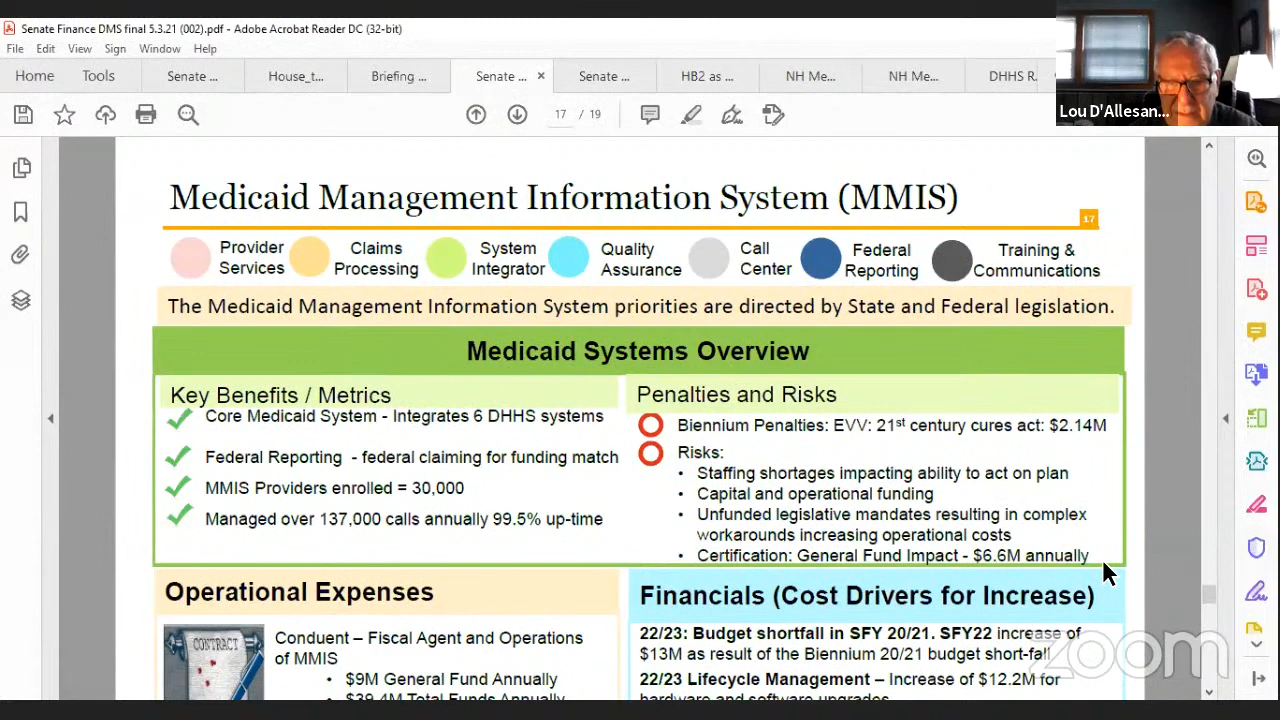 Senate Finance DMS final 5.3.21 (002).pdf - Adobe Acrobat Reader DC (32-bit)
File Edit View Sign Window Help
Home Tools Senate ... House_t... Briefing ... Senate ... × Senate ... HB2 as ... NH Me... NH Me... DHHS R.
17 / 19
Lou D'Allesan...
Medicaid Management Information System (MMIS)
17
Provider Services
Claims Processing
System Integrator
Quality Assurance
Call Center
Federal Reporting
Training & Communications
The Medicaid Management Information System priorities are directed by State and Federal legislation.
Medicaid Systems Overview
Key Benefits / Metrics
Core Medicaid System - Integrates 6 DHHS systems
Federal Reporting - federal claiming for funding match
MMIS Providers enrolled = 30,000
Managed over 137,000 calls annually 99.5% up-time
Penalties and Risks
Biennium Penalties: EVV: 21st century cures act: $2.14M
Risks:
• Staffing shortages impacting ability to act on plan
• Capital and operational funding
• Unfunded legislative mandates resulting in complex
workarounds increasing operational costs
• Certification: General Fund Impact - $6.6M annually
Operational Expenses
CONTRACT
Conduent – Fiscal Agent and Operations
of MMIS
• $9M General Fund Annually
• $39.4M Total Funds Annually
Financials (Cost Drivers for Increase)
22/23: Budget shortfall in SFY 20/21. SFY22 increase of
$13M as result of the Biennium 20/21 budget short-fall
22/23 Lifecycle Management – Increase of $12.2M for
hardware and software upgrades
zoom